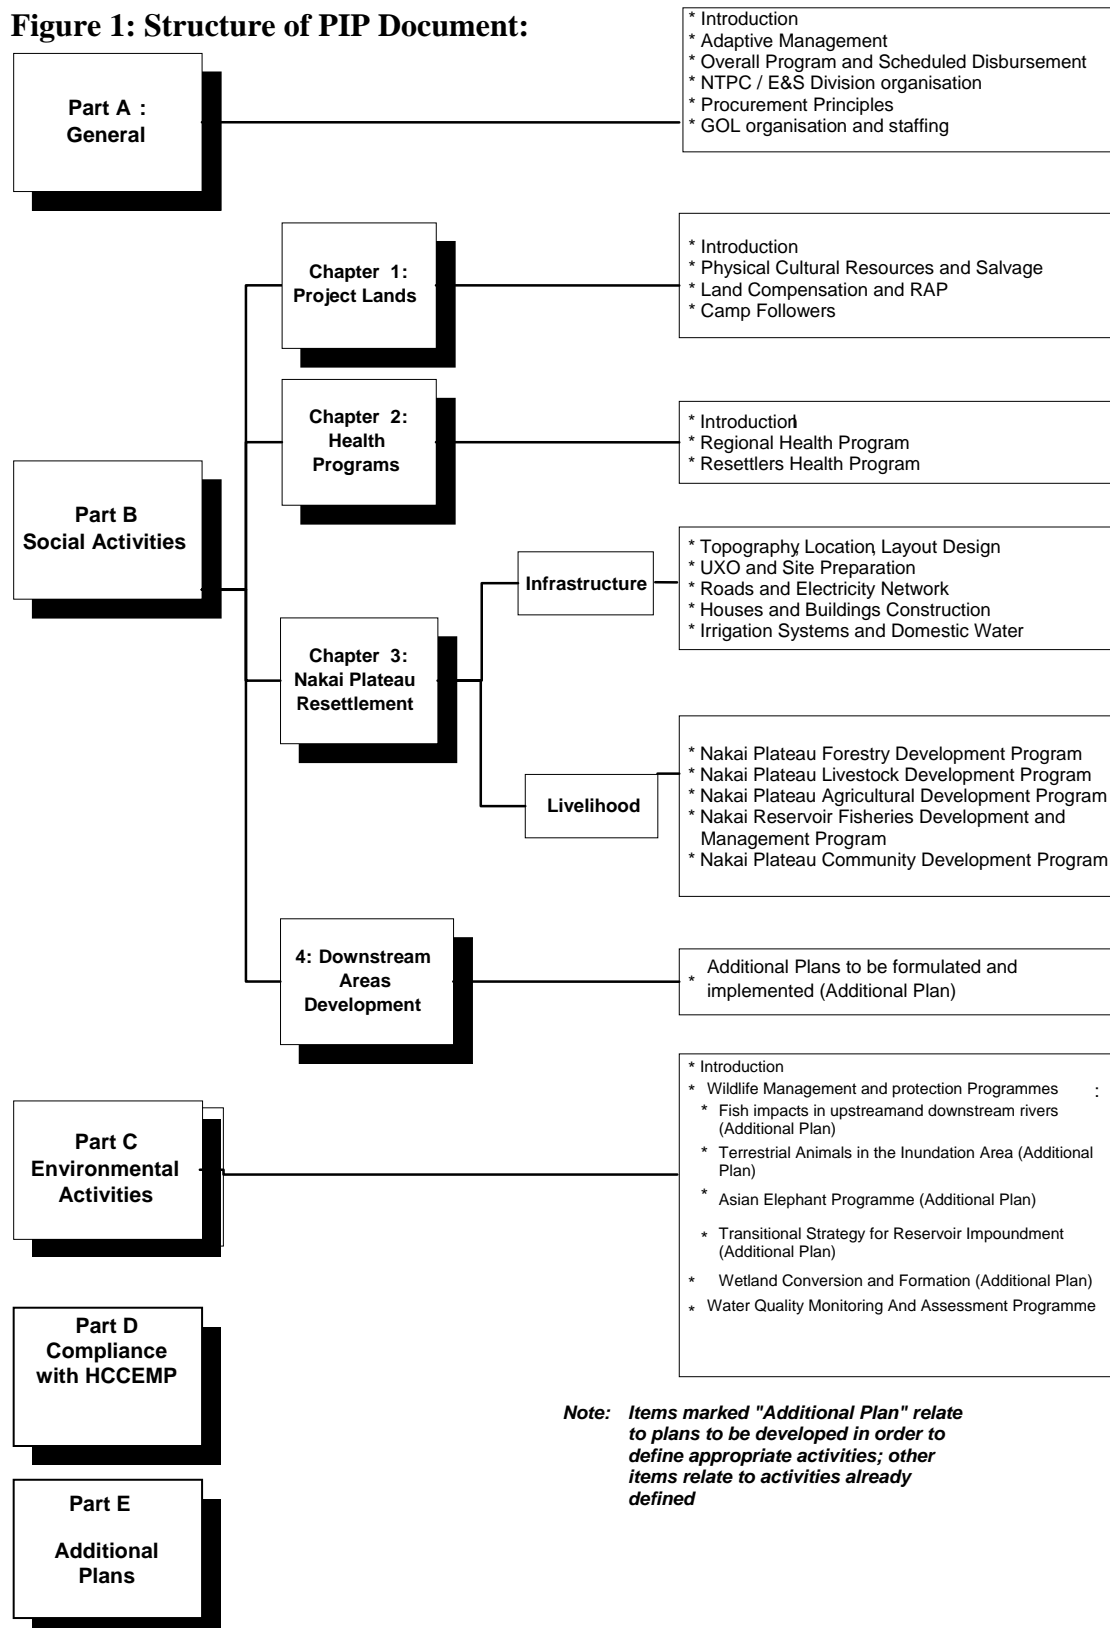 Figure 1: Structure of PIP Document:
Part A :
General
* Introduction
* Adaptive Management
* Overall Program and Scheduled Disbursement
* NTPC / E&S Division organisation
* Procurement Principles
* GOL organisation and staffing
Part B
Social Activities
Chapter 1:
Project Lands
* Introduction
* Physical Cultural Resources and Salvage
* Land Compensation and RAP
* Camp Followers
Chapter 2:
Health
Programs
* Introduction
* Regional Health Program
* Resettlers Health Program
Chapter 3:
Nakai Plateau
Resettlement
Infrastructure
* Topography, Location, Layout Design
* UXO and Site Preparation
* Roads and Electricity Network
* Houses and Buildings Construction
* Irrigation Systems and Domestic Water
Livelihood
* Nakai Plateau Forestry Development Program
* Nakai Plateau Livestock Development Program
* Nakai Plateau Agricultural Development Program
* Nakai Reservoir Fisheries Development and
Management Program
* Nakai Plateau Community Development Program
4: Downstream
Areas
Development
* Additional Plans to be formulated and
implemented (Additional Plan)
Part C
Environmental
Activities
* Introduction
* Wildlife Management and protection Programmes :
* Fish impacts in upstreamand downstream rivers
(Additional Plan)
* Terrestrial Animals in the Inundation Area (Additional
Plan)
* Asian Elephant Programme (Additional Plan)
* Transitional Strategy for Reservoir Impoundment
(Additional Plan)
* Wetland Conversion and Formation (Additional Plan)
* Water Quality Monitoring And Assessment Programme
Part D
Compliance
with HCCEMP
Part E
Additional
Plans
Note: Items marked "Additional Plan" relate
to plans to be developed in order to
define appropriate activities; other
items relate to activities already
defined